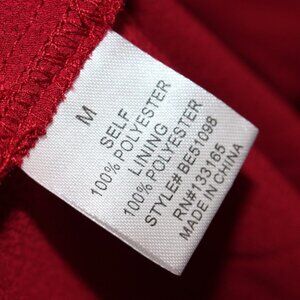 M
SELF
100% POLYESTER
LINING
100% POLYESTER
STYLE# BE51098
RN#133165
MADE IN CHINA